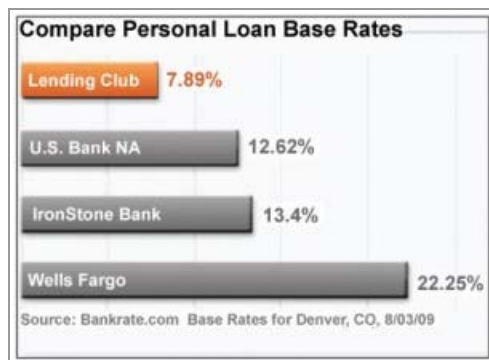 Compare Personal Loan Base Rates
Lending Club 7.89%
U.S. Bank NA 12.62%
IronStone Bank 13.4%
Wells Fargo 22.25%
Source: Bankrate.com Base Rates for Denver, CO, 8/03/09